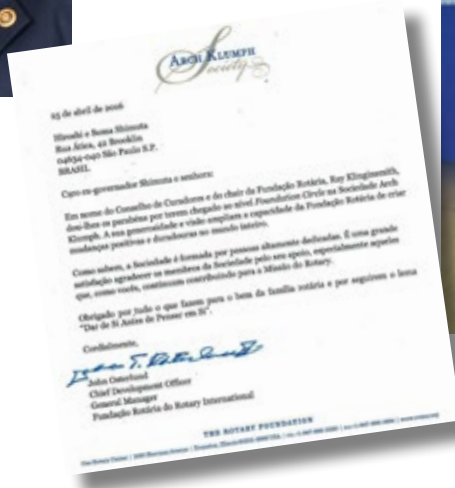 ARCH KLUMPH
Society
25 de abril de 2016
Hiroshi e Shimuta
Rua Ática, 42 Brooklin
04634-040 São Paulo S.P.
BRASIL
Caro ex-governador Shimuta e senhora:
Em nome do Conselho de Curadores e do chair da Fundação Rotária, Ray Klinginsmith,
dou-lhes os parabéns por terem chegado ao nível Foundation Circle na Sociedade Arch
Klumph. A sua generosidade e visão ampliam a capacidade da Fundação Rotária de criar
mudanças positivas e duradouras no mundo inteiro.
Como sabem, a Sociedade é formada por pessoas altamente dedicadas. É uma grande
satisfação agradecer os membros da Sociedade pelo seu apoio, especialmente aqueles
que, como vocês, continuam contribuindo para a Missão do Rotary.
Obrigado por tudo o que fazem para o bem da família rotária e por seguirem o lema
"Dar de Si Antes de Pensar em Si".
Cordialmente,
John Osterlund
Chief Development Officer
General Manager
Fundação Rotária do Rotary International
THE ROTARY FOUNDATION